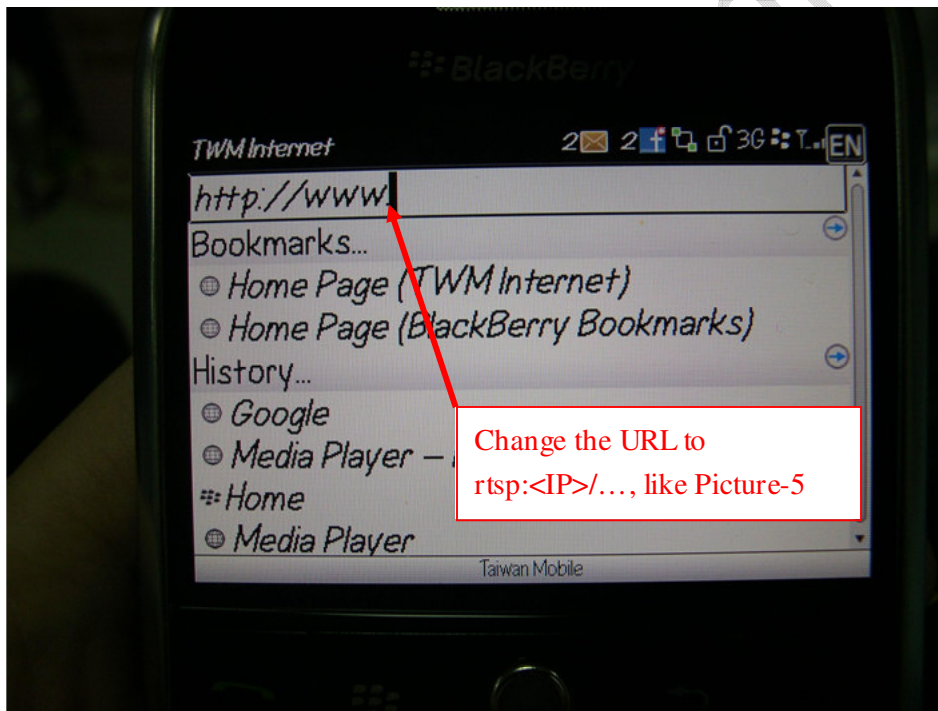 BlackBerry
TWM Internet 2 2 f 3G EN
http://www.
Bookmarks...
Home Page (TWM Internet)
Home Page (BlackBerry Bookmarks)
History...
Google
Media Player –
Home
Media Player
Taiwan Mobile
Change the URL to
rtsp:<IP>/…, like Picture-5